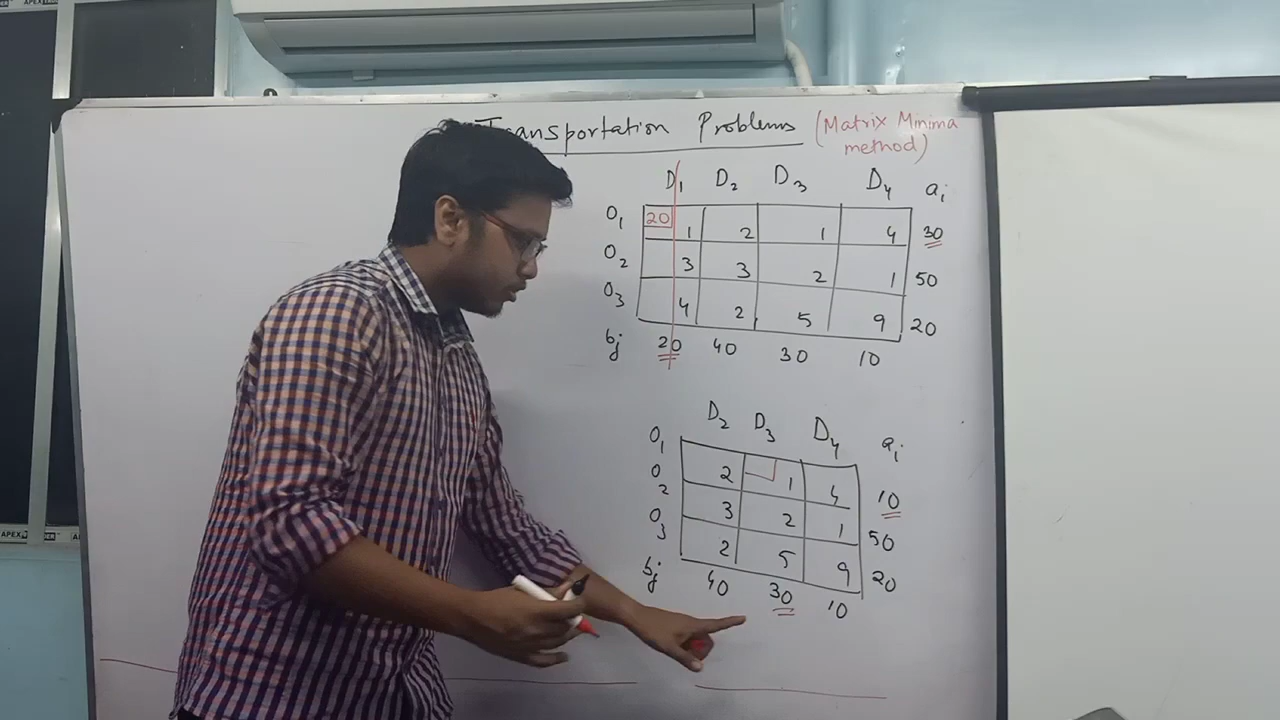 Transportation Problems (Matrix Minima method)
D1 D2 D3 D4 ai
O1 20 1 2 1 4 30
O2 3 3 2 1 50
O3 4 2 5 9 20
bj 20 40 30 10
D2 D3 D4 ai
O1 2 1 4 10
O2 3 2 1 50
O3 2 5 9 20
bj 40 30 10